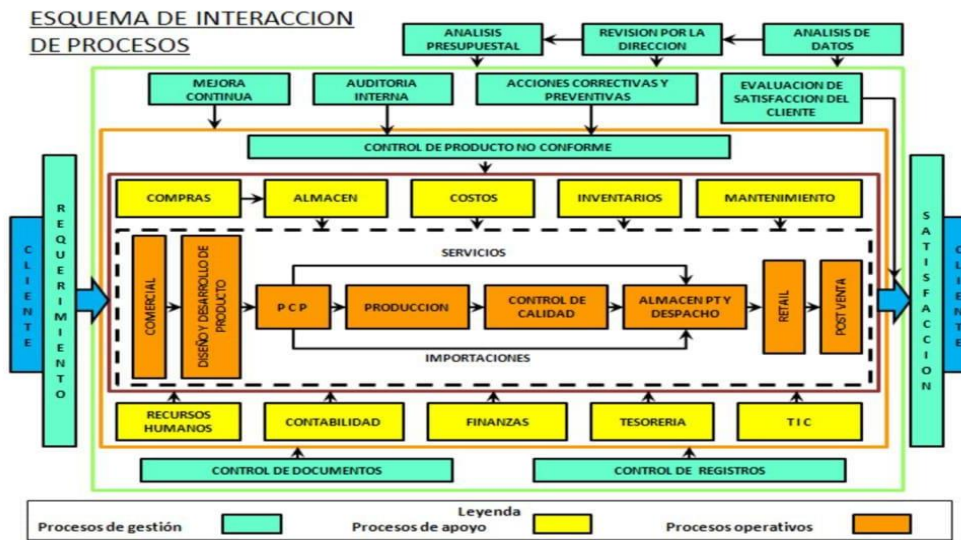 ESQUEMA DE INTERACCION
DE PROCESOS
ANALISIS
PRESUPUESTAL
REVISION POR LA
DIRECCION
ANALISIS DE
DATOS
MEJORA
CONTINUA
AUDITORIA
INTERNA
ACCIONES CORRECTIVAS Y
PREVENTIVAS
EVALUACION DE
SATISFACCION DEL
CLIENTE
CONTROL DE PRODUCTO NO CONFORME
CLIENTE
REQUERIMIENTO
COMPRAS
ALMACEN
COSTOS
INVENTARIOS
MANTENIMIENTO
SERVICIOS
COMERCIAL
DISEÑO Y DESARROLLO DE
PRODUCTO
P C P
PRODUCCION
CONTROL DE
CALIDAD
ALMACEN PT Y
DESPACHO
RETAIL
POST VENTA
IMPORTACIONES
SATISFACCION
CLIENTE
RECURSOS
HUMANOS
CONTABILIDAD
FINANZAS
TESORERIA
T I C
CONTROL DE DOCUMENTOS
CONTROL DE REGISTROS
Leyenda
Procesos de gestión
Procesos de apoyo
Procesos operativos